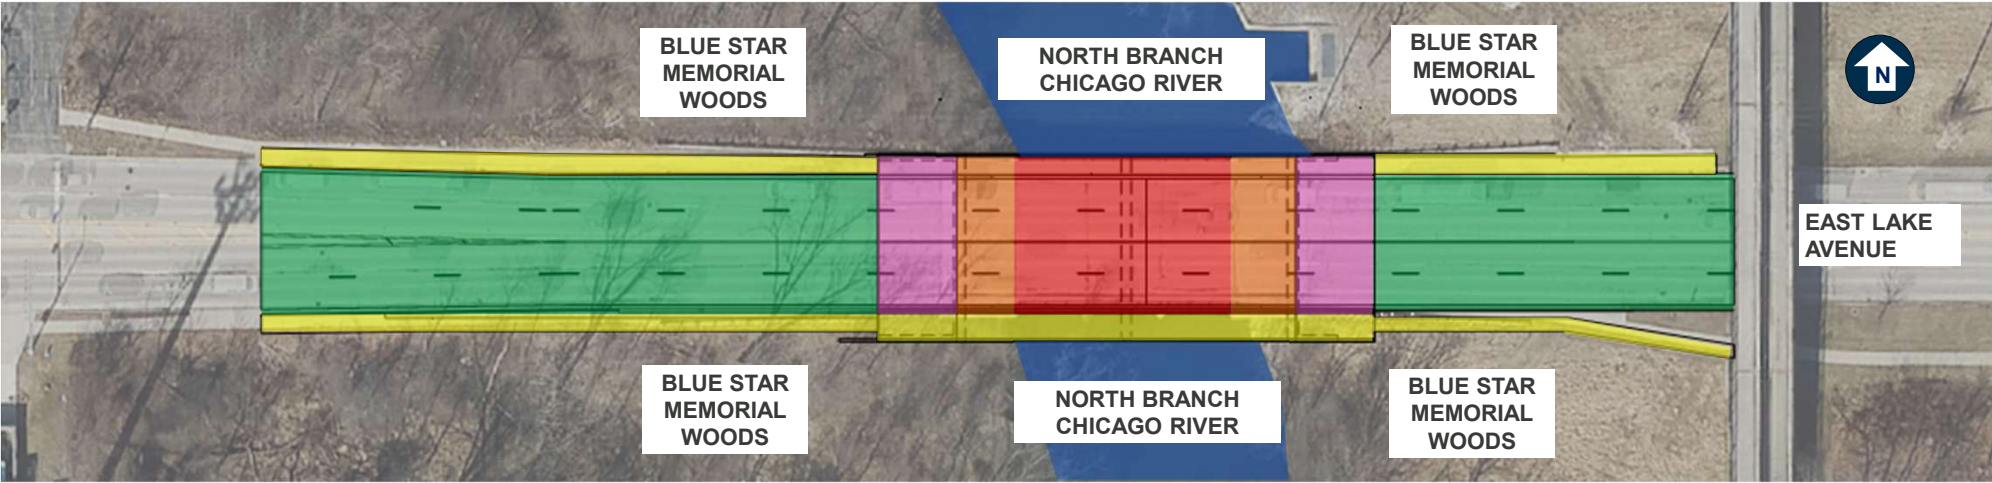 BLUE STAR
MEMORIAL
WOODS
NORTH BRANCH
CHICAGO RIVER
BLUE STAR
MEMORIAL
WOODS
N
EAST LAKE
AVENUE
BLUE STAR
MEMORIAL
WOODS
NORTH BRANCH
CHICAGO RIVER
BLUE STAR
MEMORIAL
WOODS